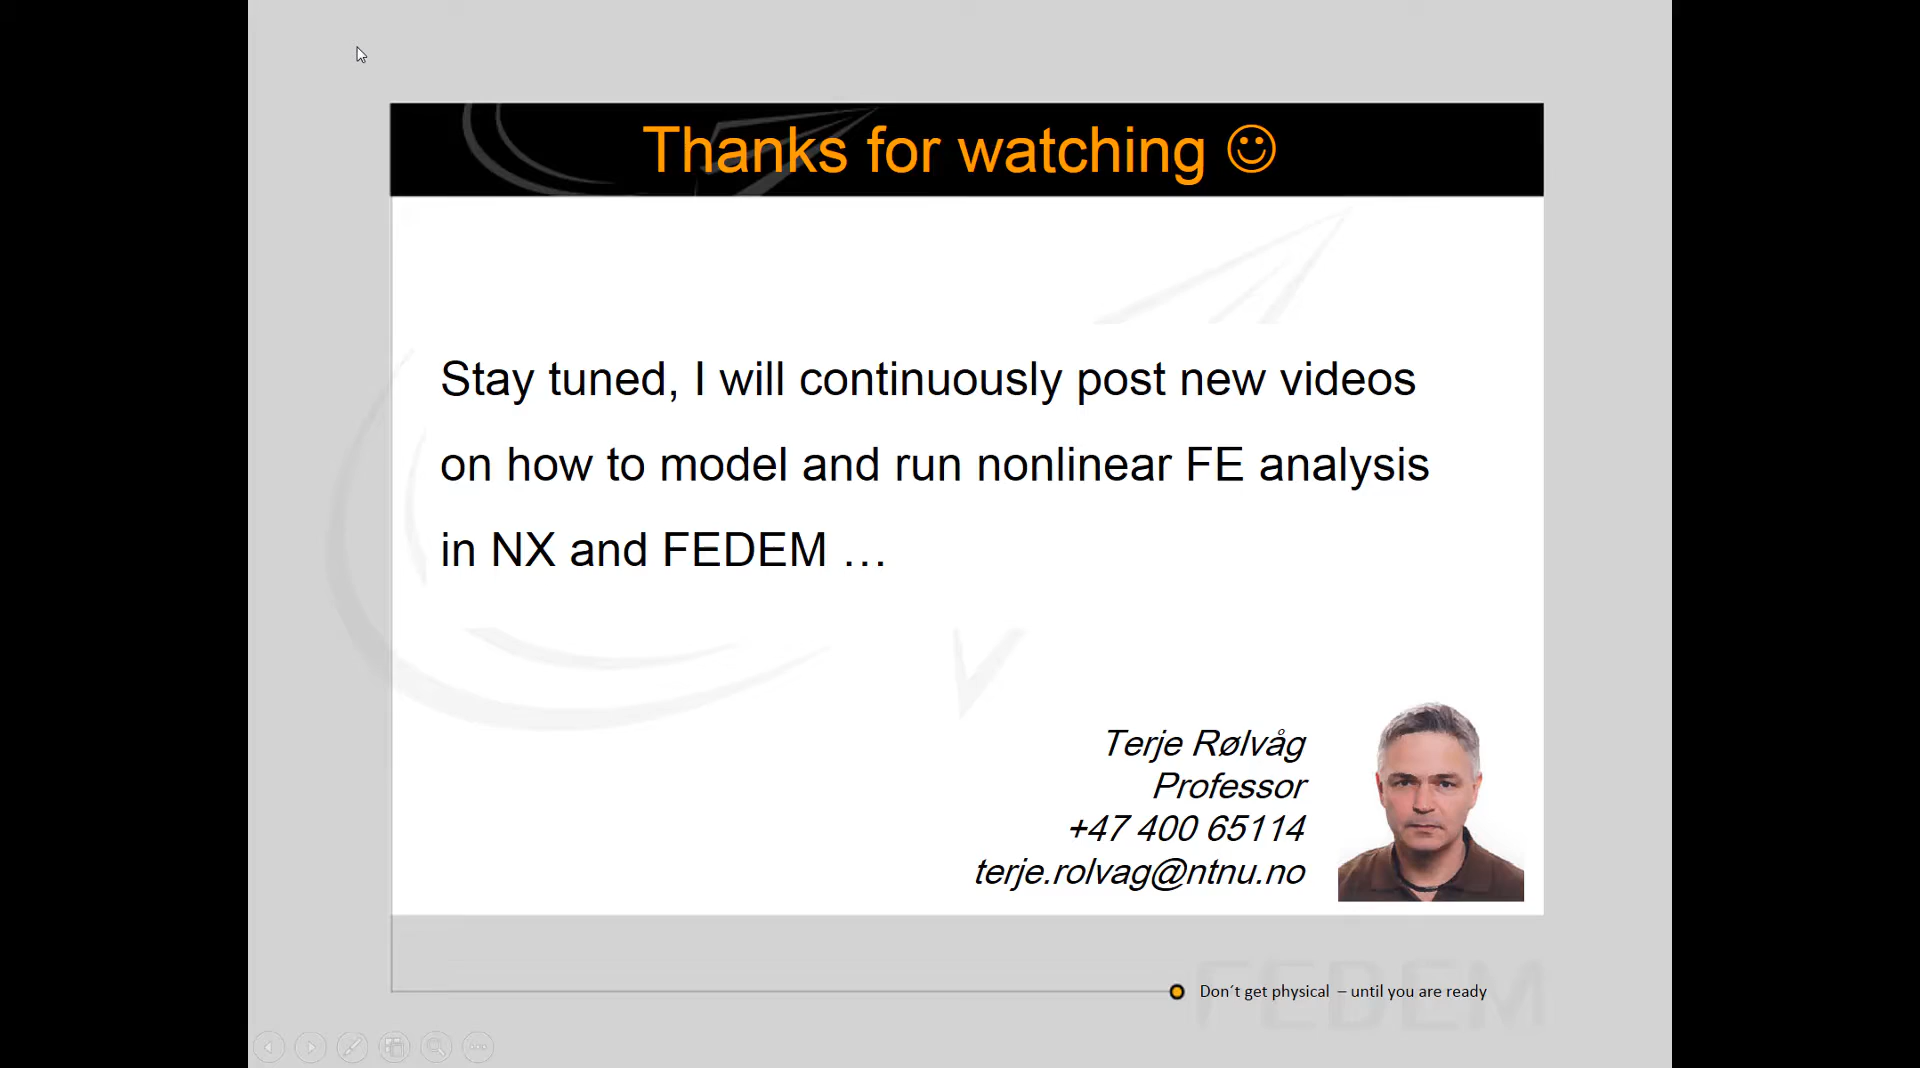 Thanks for watching ☺
Stay tuned, I will continuously post new videos
on how to model and run nonlinear FE analysis
in NX and FEDEM …
Terje Rølvåg
Professor
+47 400 65114
terje.rolvag@ntnu.no
FEDEM
Don´t get physical – until you are ready